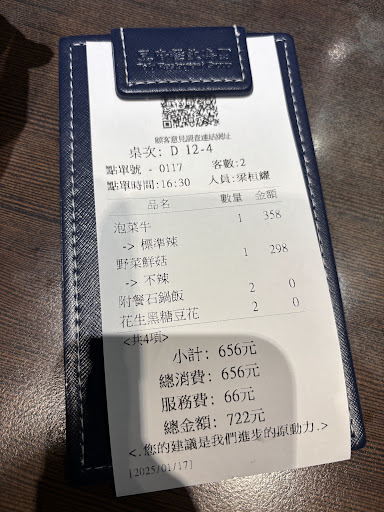 顧客意見調查連結網址
桌次: D 12-4
點單號 - 0117 客數:2
點單時間:16:30 人員:梁桓耀
品名 數量 金額
泡菜牛 1 358
-> 標準辣
野菜鮮菇 1 298
-> 不辣
附餐石鍋飯 2 0
花生黑糖豆花 2 0
<共4項>
小計: 656元
總消費: 656元
服務費: 66元
總金額: 722元
<.您的建議是我們進步的原動力.>
[2025/01/17]